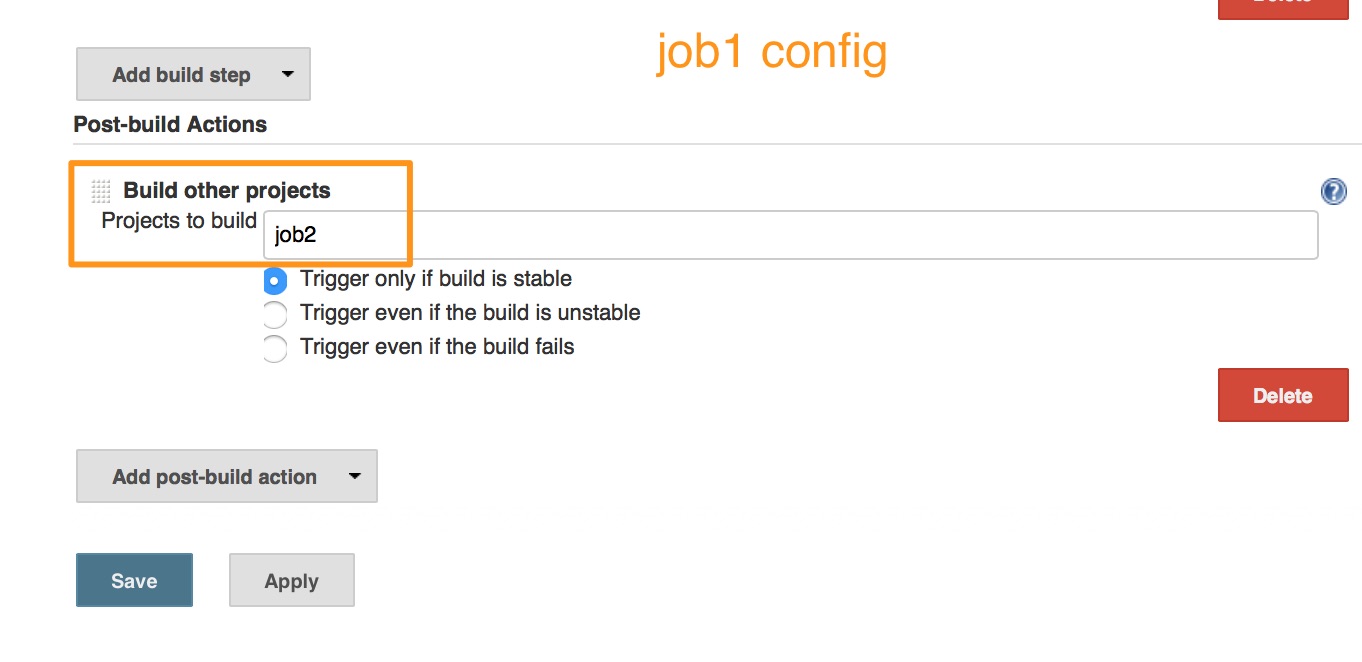 Delete
job1 config
Add build step
Post-build Actions
Build other projects
?
Projects to build job2
Trigger only if build is stable
Trigger even if the build is unstable
Trigger even if the build fails
Delete
Add post-build action
Save Apply